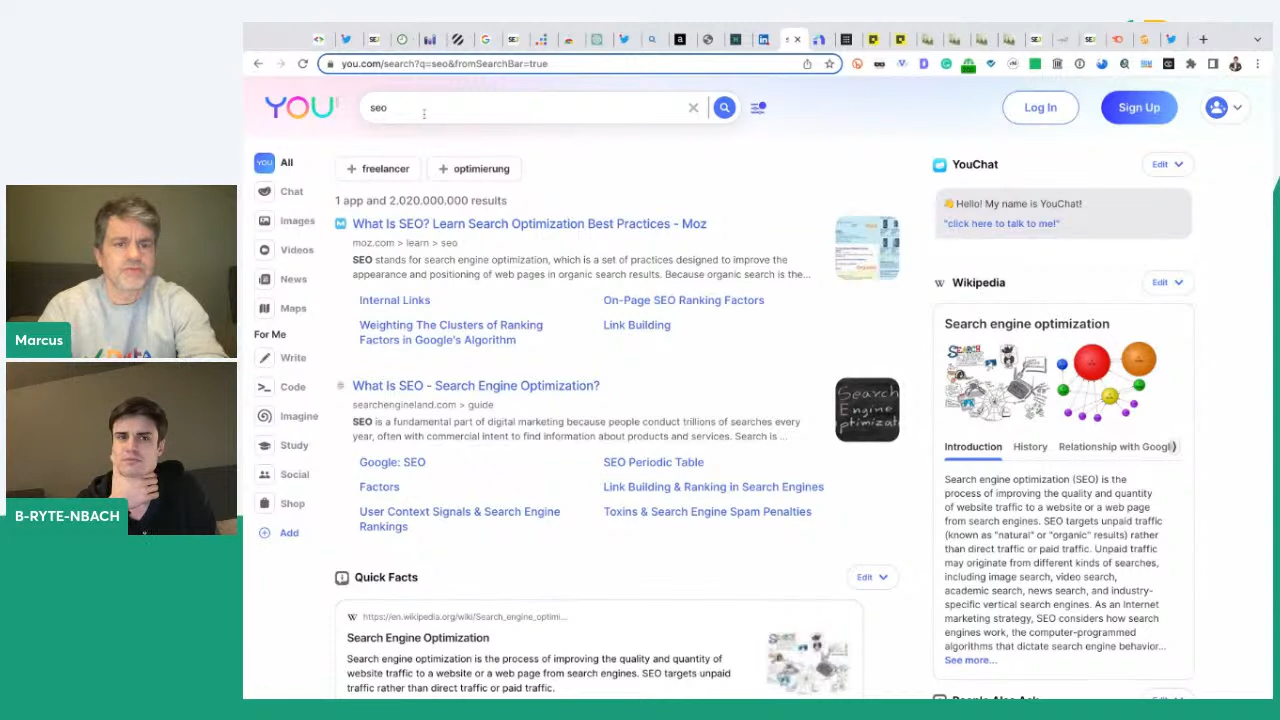 you.com/search?q=seo&fromSearchBar=true
YOU
seo
Log In
Sign Up
YOU All
Chat
Images
Videos
News
Maps
For Me
Write
Code
Imagine
Study
Social
Shop
Add
+ freelancer
+ optimierung
1 app and 2.020.000.000 results
What Is SEO? Learn Search Optimization Best Practices - Moz
moz.com > learn > seo
SEO stands for search engine optimization, which is a set of practices designed to improve the
appearance and positioning of web pages in organic search results. Because organic search is the...
Internal Links
On-Page SEO Ranking Factors
Weighting The Clusters of Ranking
Factors in Google's Algorithm
Link Building
What Is SEO - Search Engine Optimization?
searchengineland.com > guide
SEO is a fundamental part of digital marketing because people conduct trillions of searches every
year, often with commercial intent to find information about products and services. Search is ...
Search
Engine
ptimizat
Google: SEO
SEO Periodic Table
Factors
Link Building & Ranking in Search Engines
User Context Signals & Search Engine
Rankings
Toxins & Search Engine Spam Penalties
Quick Facts
Edit
W https://en.wikipedia.org/wiki/Search_engine_optimi...
Search Engine Optimization
Search engine optimization is the process of improving the quality and quantity of
website traffic to a website or a web page from search engines. SEO targets unpaid
traffic rather than direct traffic or paid traffic.
YouChat
Edit
👋 Hello! My name is YouChat!
"click here to talk to me!"
W Wikipedia
Edit
Search engine optimization
Introduction
History
Relationship with Googl
Search engine optimization (SEO) is the
process of improving the quality and quantity
of website traffic to a website or a web page
from search engines. SEO targets unpaid traffic
(known as "natural" or "organic" results) rather
than direct traffic or paid traffic. Unpaid traffic
may originate from different kinds of searches,
including image search, video search,
academic search, news search, and industry-
specific vertical search engines. As an Internet
marketing strategy, SEO considers how search
engines work, the computer-programmed
algorithms that dictate search engine behavior...
See more...
People Also Ask
Marcus
B-RYTE-NBACH